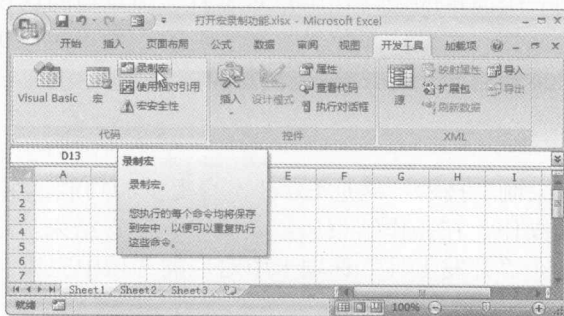 打开宏录制功能.xlsx - Microsoft Excel
开始 插入 页面布局 公式 数据 审阅 视图 开发工具 加载项
Visual Basic 宏 录制宏 使用相对引用 宏安全性
代码
插入 设计模式 属性 查看代码 执行对话框
控件
源 映射属性 扩展包 刷新数据 导入 导出
XML
D13
录制宏
录制宏。
您执行的每个命令均将保存
到宏中，以便可以重复执行
这些命令。
A E F G H I
1
2
3
4
5
6
7
Sheet1 Sheet2 Sheet3
就绪 100%